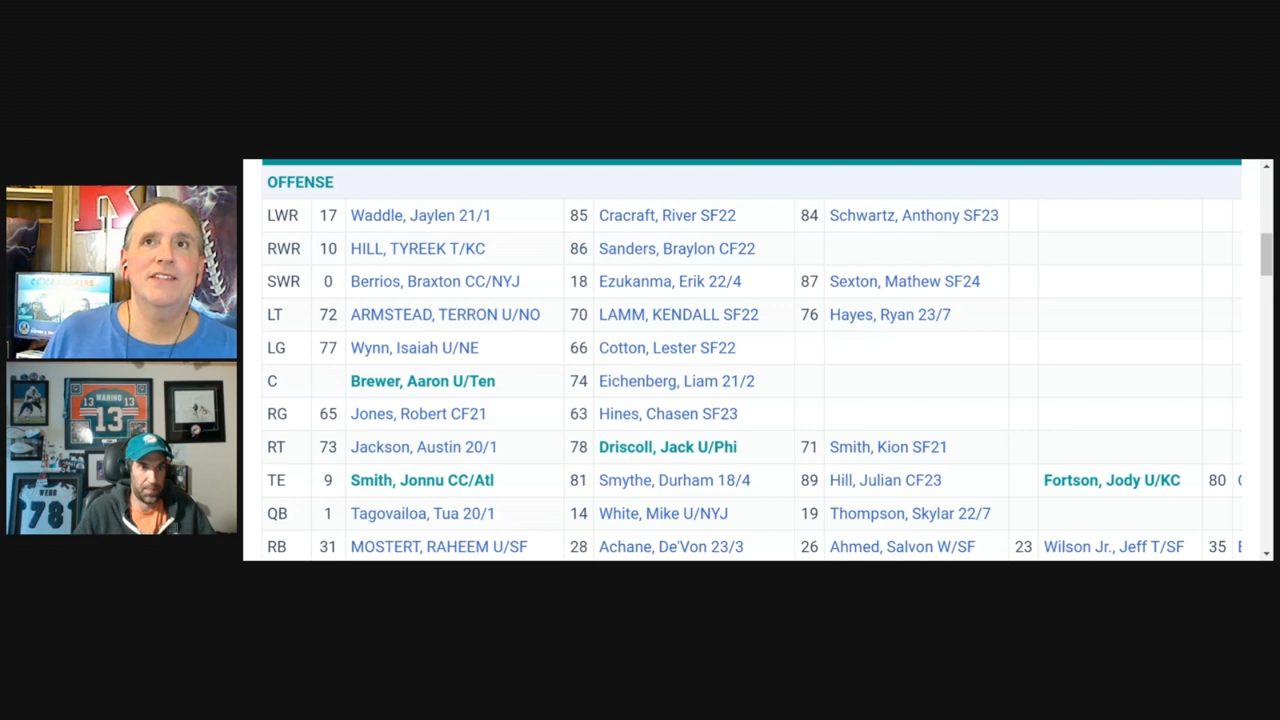 R
13 MARINO 13
13
WEBB
78
OFFENSE
LWR 17 Waddle, Jaylen 21/1 85 Cracraft, River SF22 84 Schwartz, Anthony SF23
RWR 10 HILL, TYREEK T/KC 86 Sanders, Braylon CF22
SWR 0 Berrios, Braxton CC/NYJ 18 Ezukanma, Erik 22/4 87 Sexton, Mathew SF24
LT 72 ARMSTEAD, TERRON U/NO 70 LAMM, KENDALL SF22 76 Hayes, Ryan 23/7
LG 77 Wynn, Isaiah U/NE 66 Cotton, Lester SF22
C Brewer, Aaron U/Ten 74 Eichenberg, Liam 21/2
RG 65 Jones, Robert CF21 63 Hines, Chasen SF23
RT 73 Jackson, Austin 20/1 78 Driscoll, Jack U/Phi 71 Smith, Kion SF21
TE 9 Smith, Jonnu CC/Atl 81 Smythe, Durham 18/4 89 Hill, Julian CF23 Fortson, Jody U/KC 80
QB 1 Tagovailoa, Tua 20/1 14 White, Mike U/NYJ 19 Thompson, Skylar 22/7
RB 31 MOSTERT, RAHEEM U/SF 28 Achane, De'Von 23/3 26 Ahmed, Salvon W/SF 23 Wilson Jr., Jeff T/SF 35